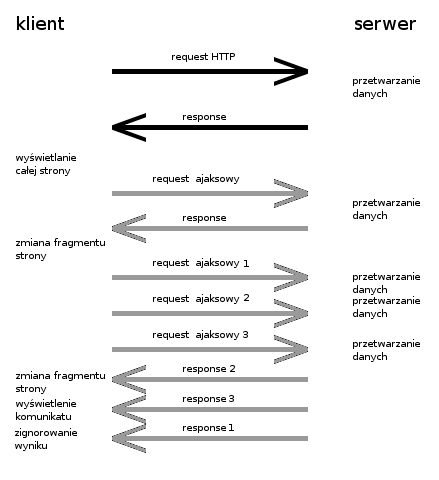 klient
serwer
request HTTP
przetwarzanie
danych
response
wyświetlanie
całej strony
request ajaksowy
przetwarzanie
danych
response
zmiana fragmentu
strony
request ajaksowy 1
przetwarzanie
danych
request ajaksowy 2
przetwarzanie
danych
request ajaksowy 3
przetwarzanie
danych
response 2
zmiana fragmentu
strony
response 3
wyświetlenie
komunikatu
response 1
zignorowanie
wyniku